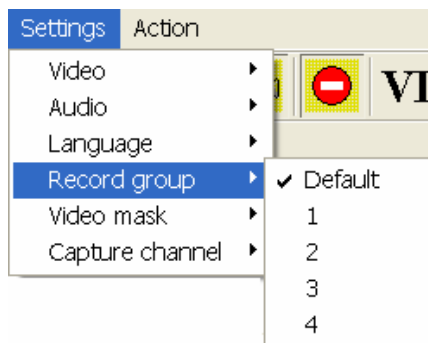 Settings Action
Video
Audio
Language
Record group
Video mask
Capture channel
Default
1
2
3
4